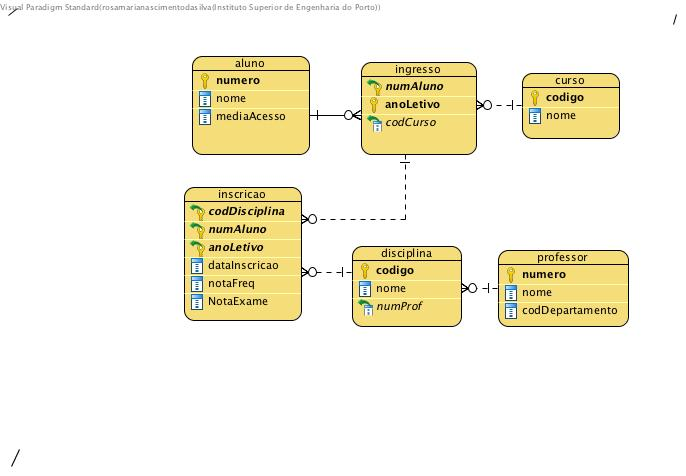 Visual Paradigm Standard(rosamarianascimentodasilva(Instituto Superior de Engenharia do Porto))
aluno
numero
nome
mediaAcesso
ingresso
numAluno
anoLetivo
codCurso
curso
codigo
nome
inscricao
codDisciplina
numAluno
anoLetivo
dataInscricao
notaFreq
NotaExame
disciplina
codigo
nome
numProf
professor
numero
nome
codDepartamento